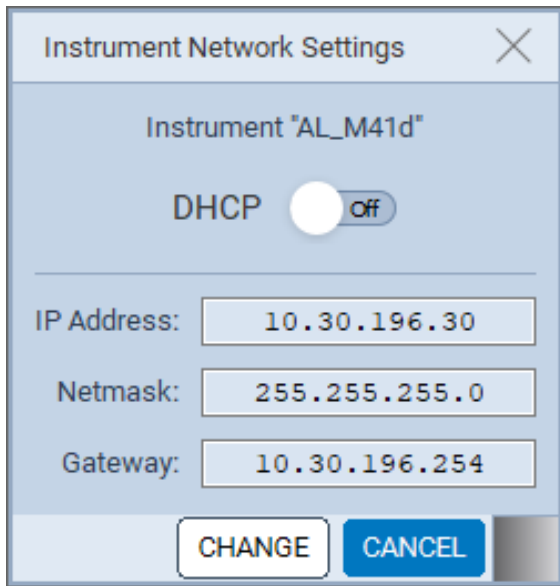 Instrument Network Settings
Instrument "AL_M41d"
DHCP Off
IP Address: 10.30.196.30
Netmask: 255.255.255.0
Gateway: 10.30.196.254
CHANGE CANCEL